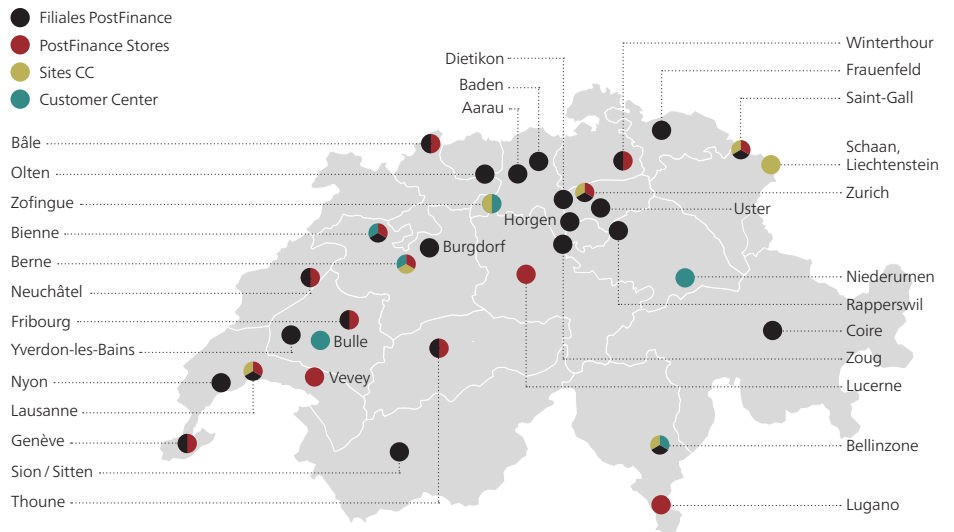 Filiales PostFinance
PostFinance Stores
Sites CC
Customer Center
Bâle
Olten
Zofingue
Bienne
Berne
Neuchâtel
Fribourg
Yverdon-les-Bains
Nyon
Lausanne
Genève
Sion / Sitten
Thoune
Dietikon
Baden
Aarau
Horgen
Burgdorf
Bulle
Vevey
Uster
Winterthour
Frauenfeld
Saint-Gall
Schaan,
Liechtenstein
Zurich
Niederurnen
Rapperswil
Coire
Zoug
Lucerne
Bellinzone
Lugano